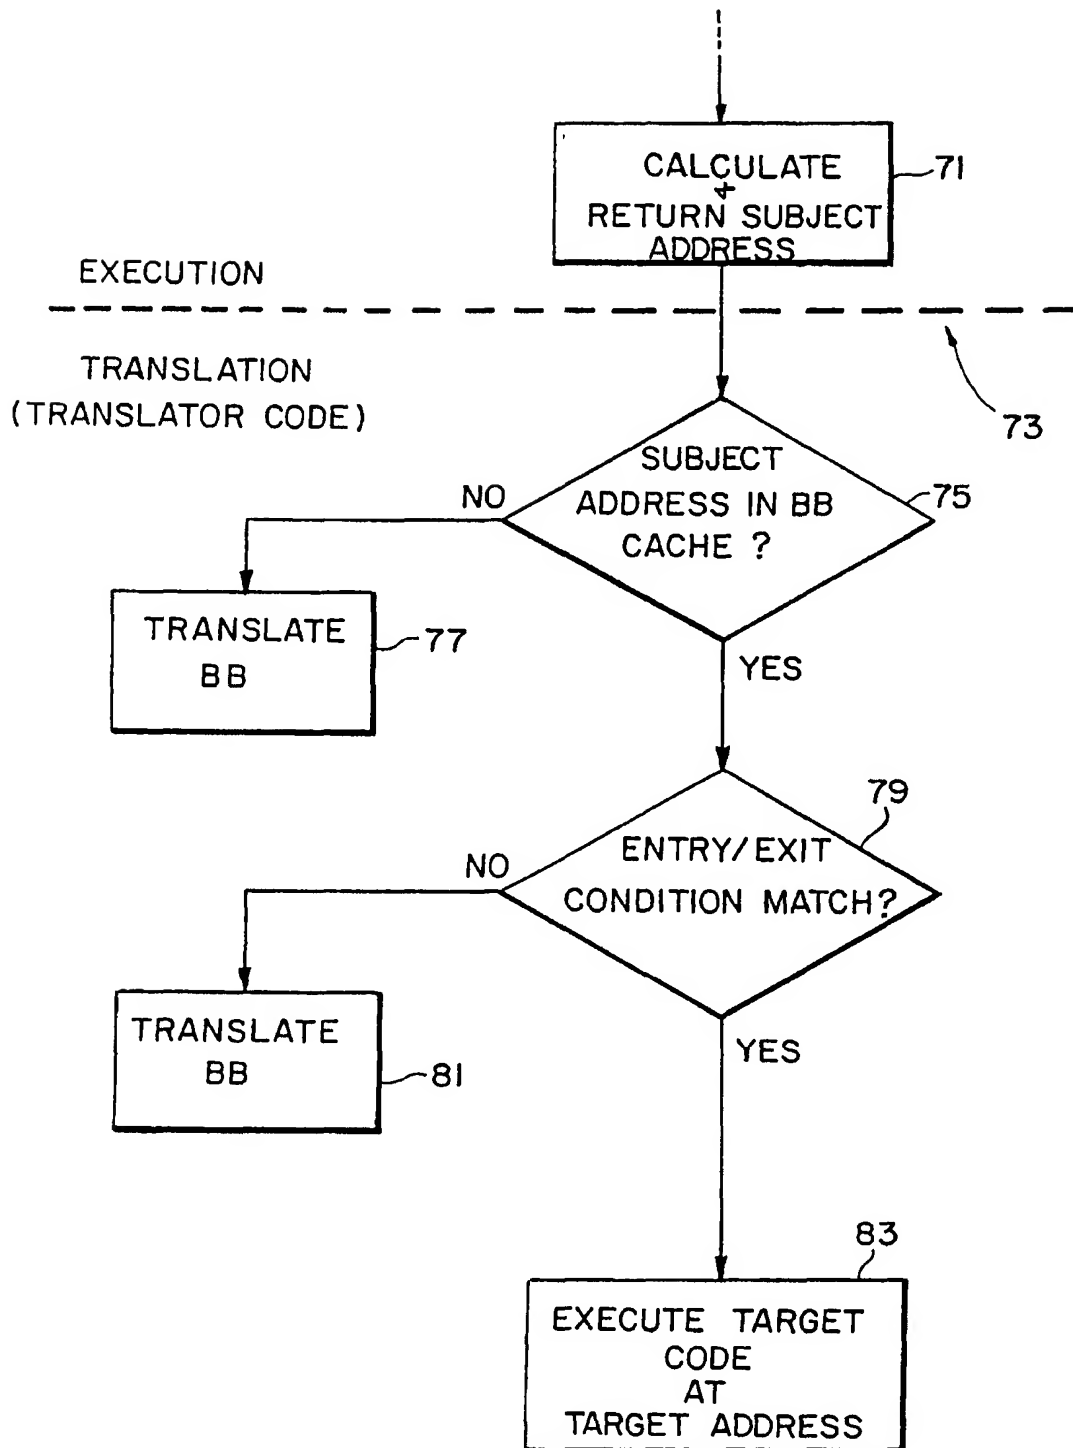 CALCULATE
&
RETURN SUBJECT
ADDRESS
71
EXECUTION
73
TRANSLATION
(TRANSLATOR CODE)
SUBJECT
ADDRESS IN BB
CACHE ?
75
NO
YES
TRANSLATE
BB
77
ENTRY/EXIT
CONDITION MATCH?
79
NO
YES
TRANSLATE
BB
81
83
EXECUTE TARGET
CODE
AT
TARGET ADDRESS